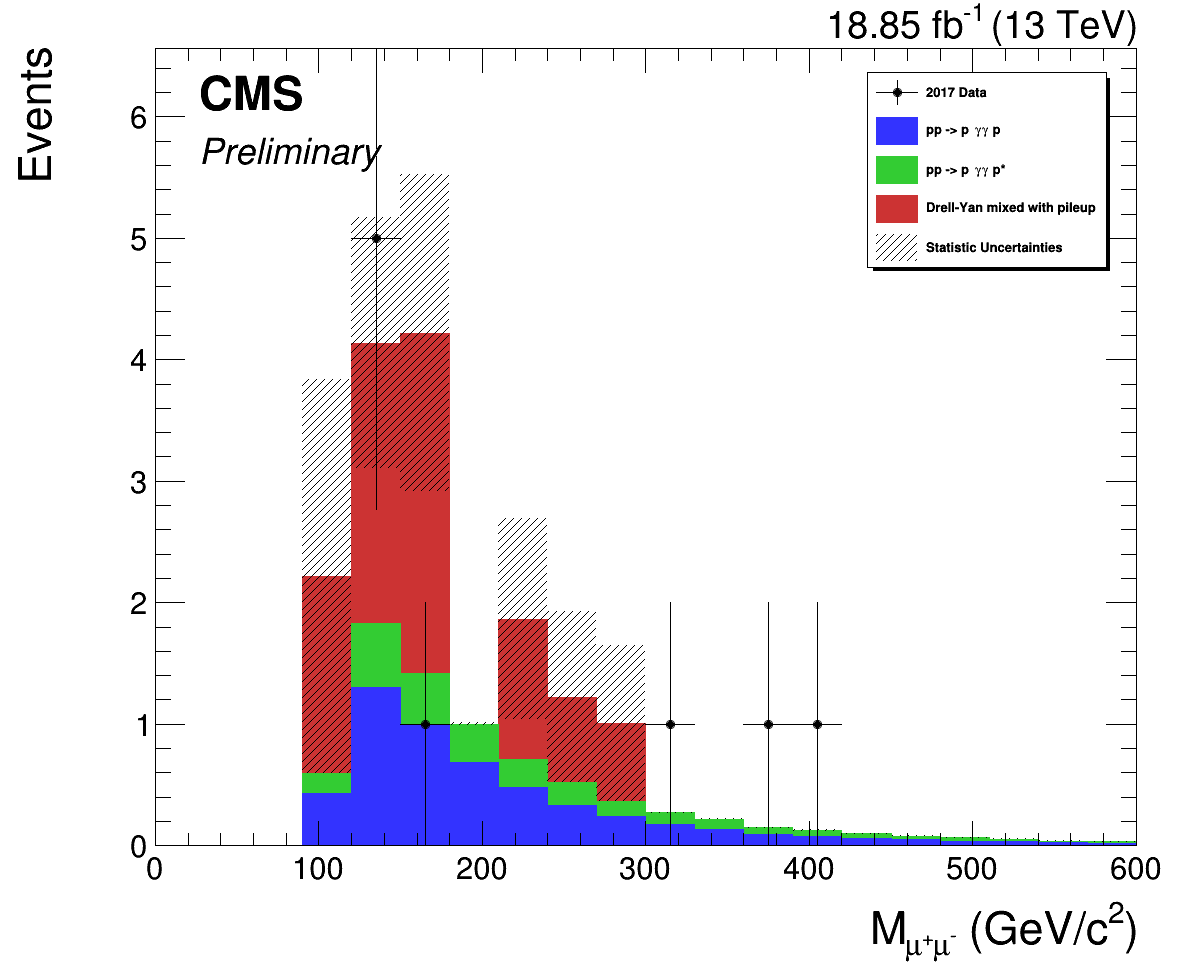 18.85 fb⁻¹ (13 TeV)
Events
CMS
Preliminary
2017 Data
pp -> p γγ p
pp -> p γγ p*
Drell-Yan mixed with pileup
Statistic Uncertainties
6
5
4
3
2
1
0
0 100 200 300 400 500 600
M_μ⁺μ⁻ (GeV/c²)